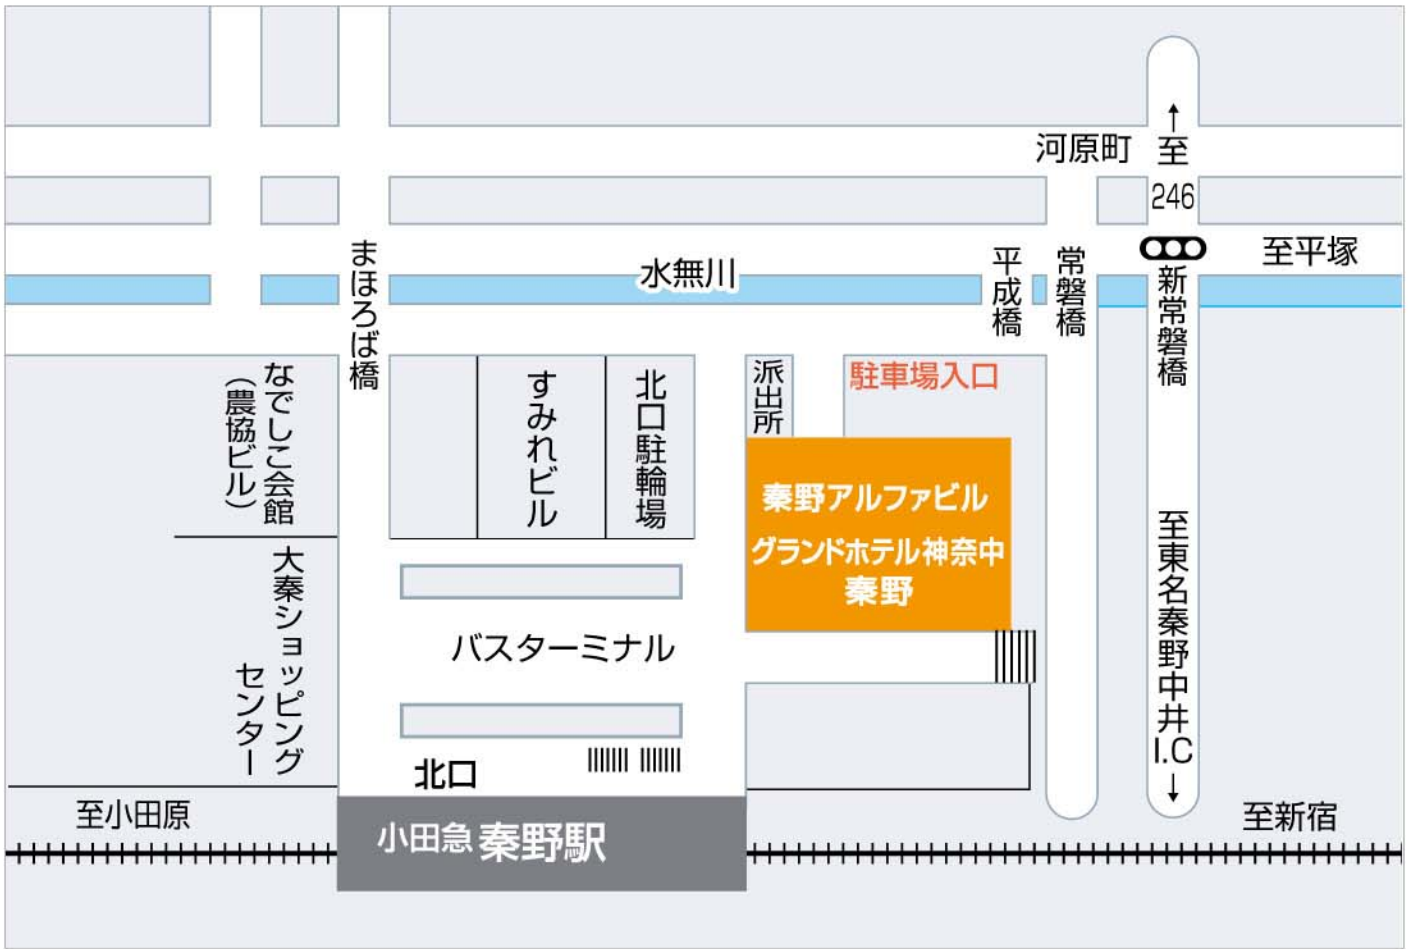 河原町
↑
至
246
至平塚
水無川
まほろば橋
平成橋
常磐橋
新常磐橋
なでしこ会館
（農協ビル）
すみれビル
北口駐輪場
派出所
駐車場入口
秦野アルファビル
グランドホテル神奈中
秦野
大秦ショッピング
センター
バスターミナル
至東名秦野中井I.C
↓
北口
至小田原
小田急 秦野駅
至新宿